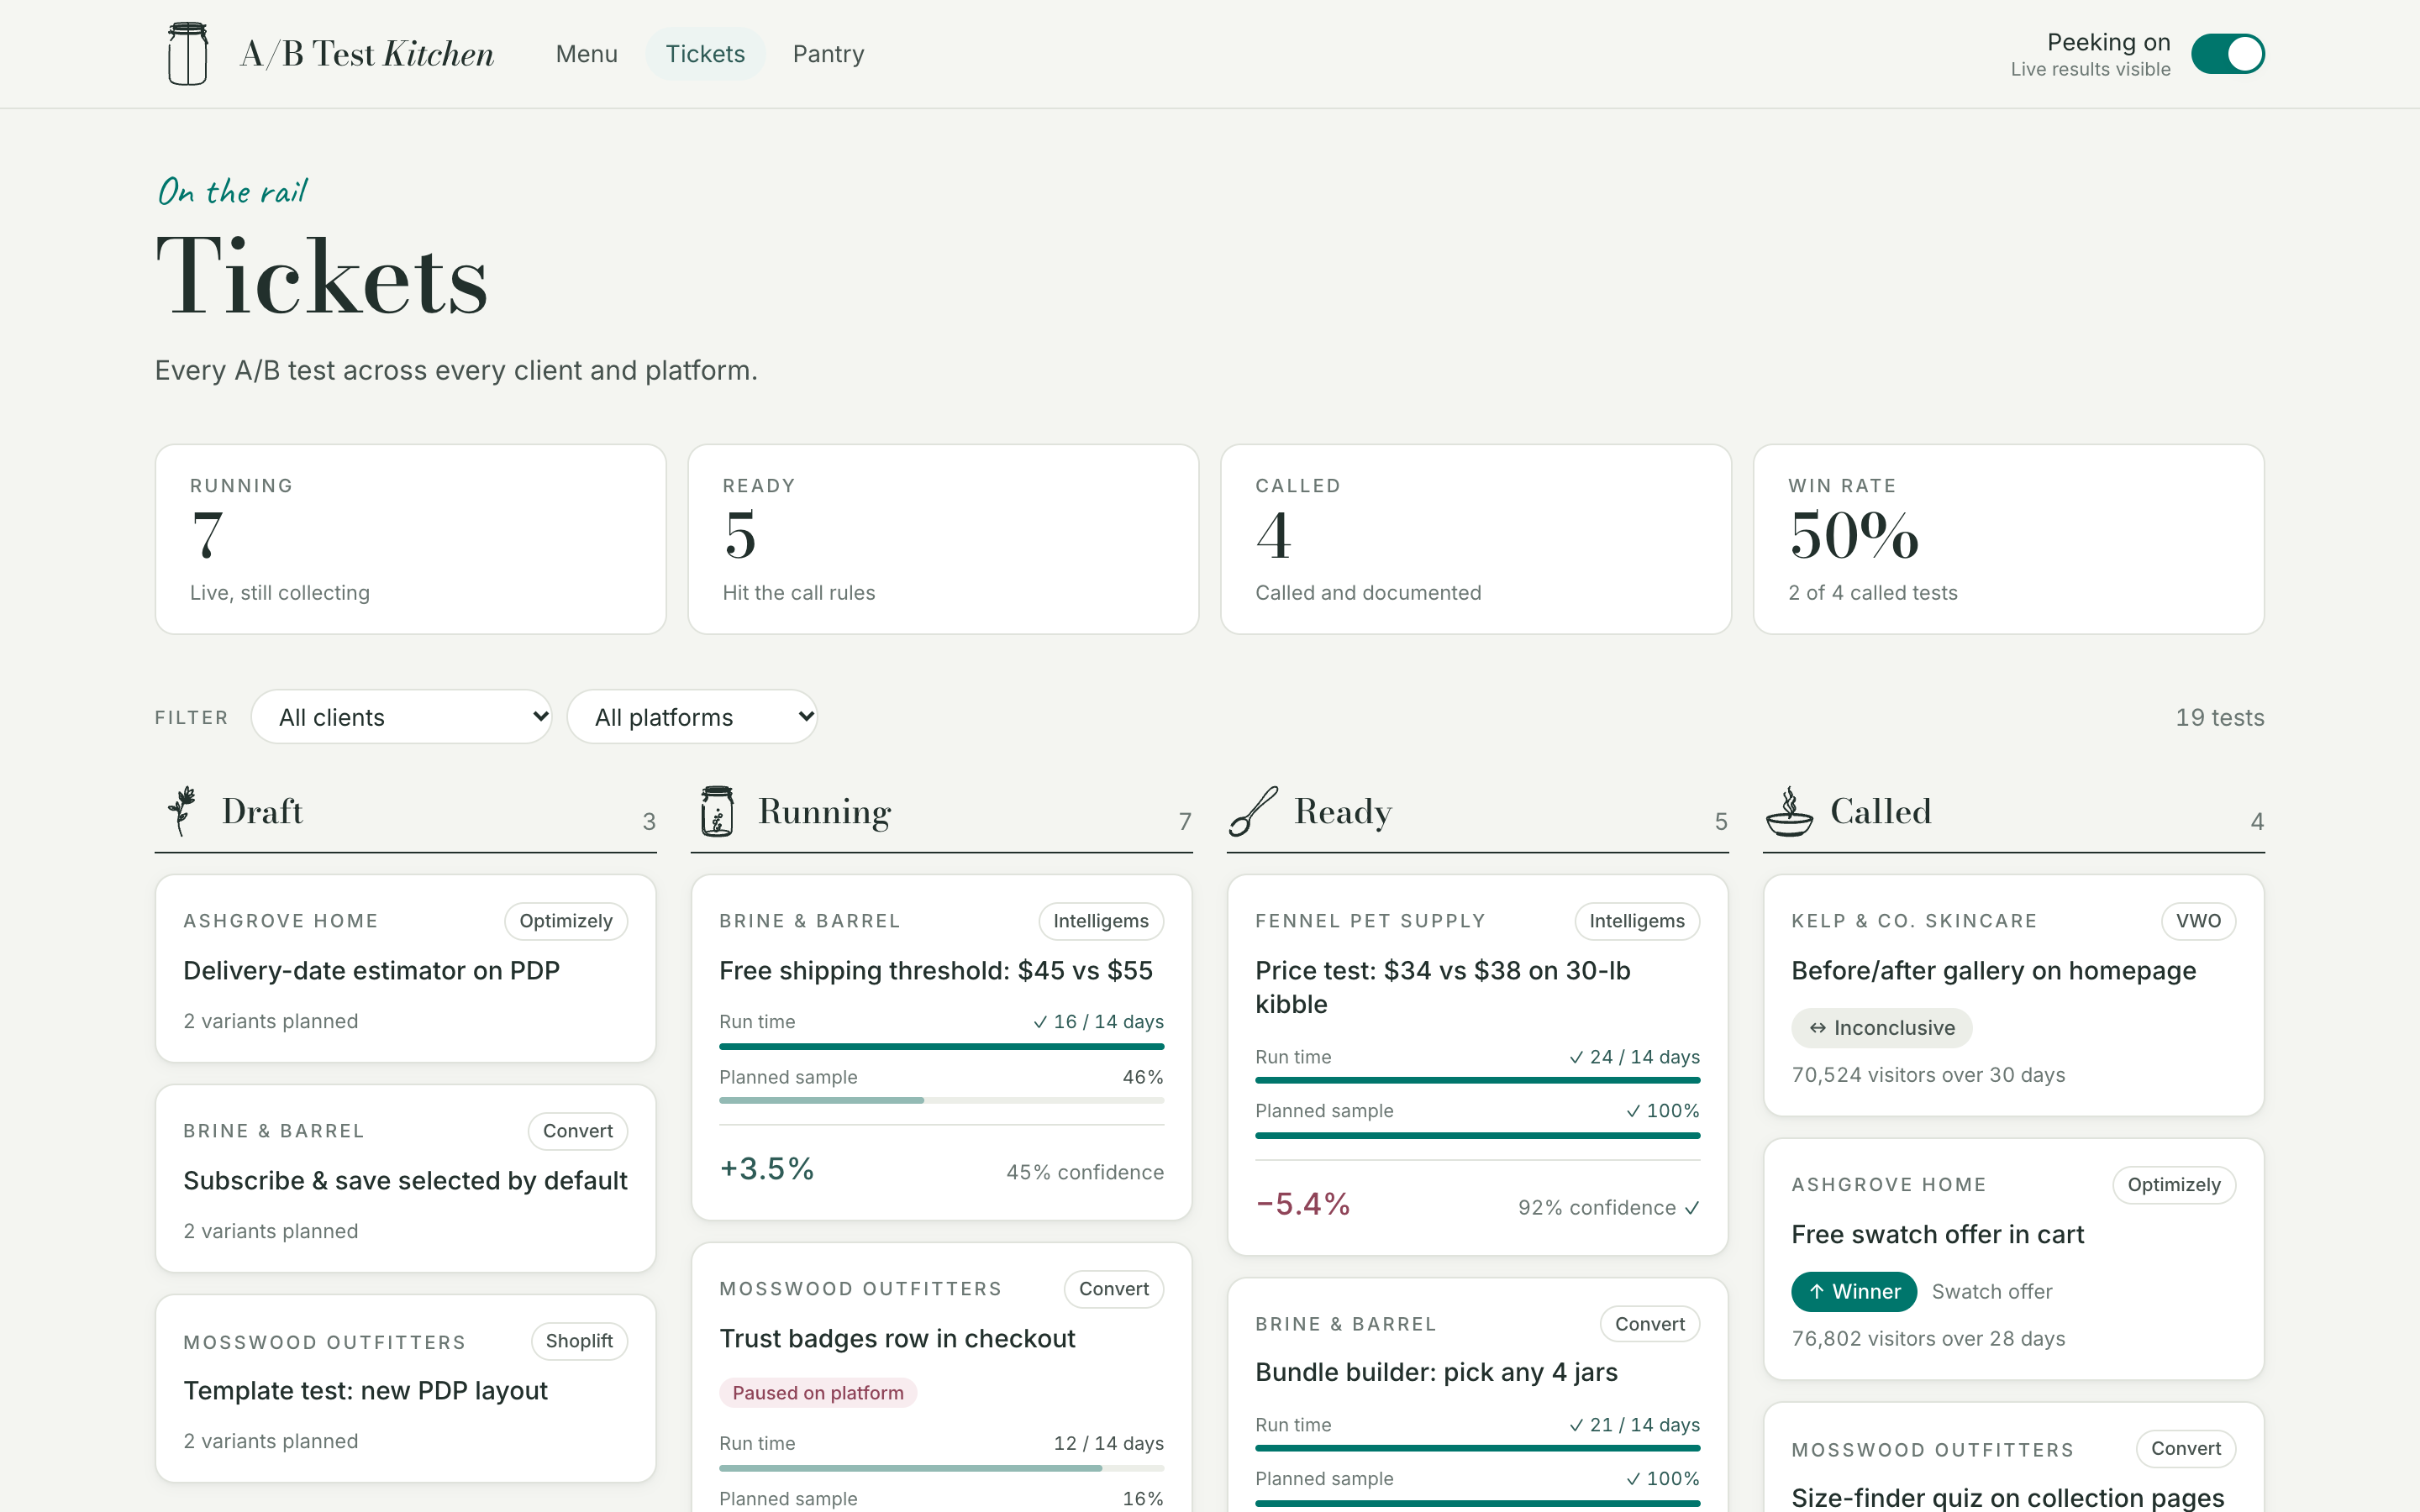 A/B Test Kitchen
Menu
Tickets
Pantry
Peeking on
Live results visible
On the rail
Tickets
Every A/B test across every client and platform.
RUNNING
7
Live, still collecting
READY
5
Hit the call rules
CALLED
4
Called and documented
WIN RATE
50%
2 of 4 called tests
FILTER
All clients
All platforms
19 tests
Draft
3
ASHGROVE HOME
Optimizely
Delivery-date estimator on PDP
2 variants planned
BRINE & BARREL
Convert
Subscribe & save selected by default
2 variants planned
MOSSWOOD OUTFITTERS
Shoplift
Template test: new PDP layout
2 variants planned
Running
7
BRINE & BARREL
Intelligems
Free shipping threshold: $45 vs $55
Run time
✓ 16 / 14 days
Planned sample
46%
+3.5%
45% confidence
MOSSWOOD OUTFITTERS
Convert
Trust badges row in checkout
Paused on platform
Run time
12 / 14 days
Planned sample
16%
Ready
5
FENNEL PET SUPPLY
Intelligems
Price test: $34 vs $38 on 30-lb
kibble
Run time
✓ 24 / 14 days
Planned sample
✓ 100%
−5.4%
92% confidence ✓
BRINE & BARREL
Convert
Bundle builder: pick any 4 jars
Run time
✓ 21 / 14 days
Planned sample
✓ 100%
Called
4
KELP & CO. SKINCARE
VWO
Before/after gallery on homepage
↔ Inconclusive
70,524 visitors over 30 days
ASHGROVE HOME
Optimizely
Free swatch offer in cart
↑ Winner
Swatch offer
76,802 visitors over 28 days
MOSSWOOD OUTFITTERS
Convert
Size-finder quiz on collection pages